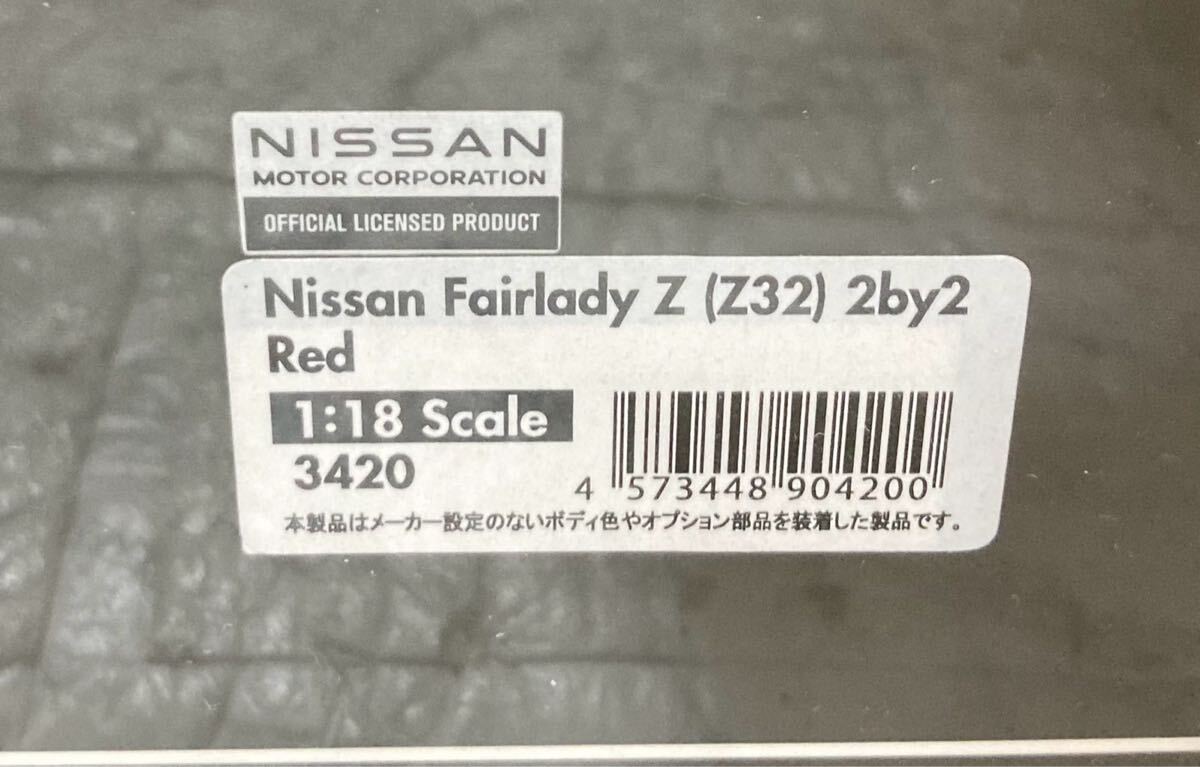 NISSAN
MOTOR CORPORATION
OFFICIAL LICENSED PRODUCT
Nissan Fairlady Z (Z32) 2by2
Red
1:18 Scale
3420
4 573448 904200
本製品はメーカー設定のないボディ色やオプション部品を装着した製品です。